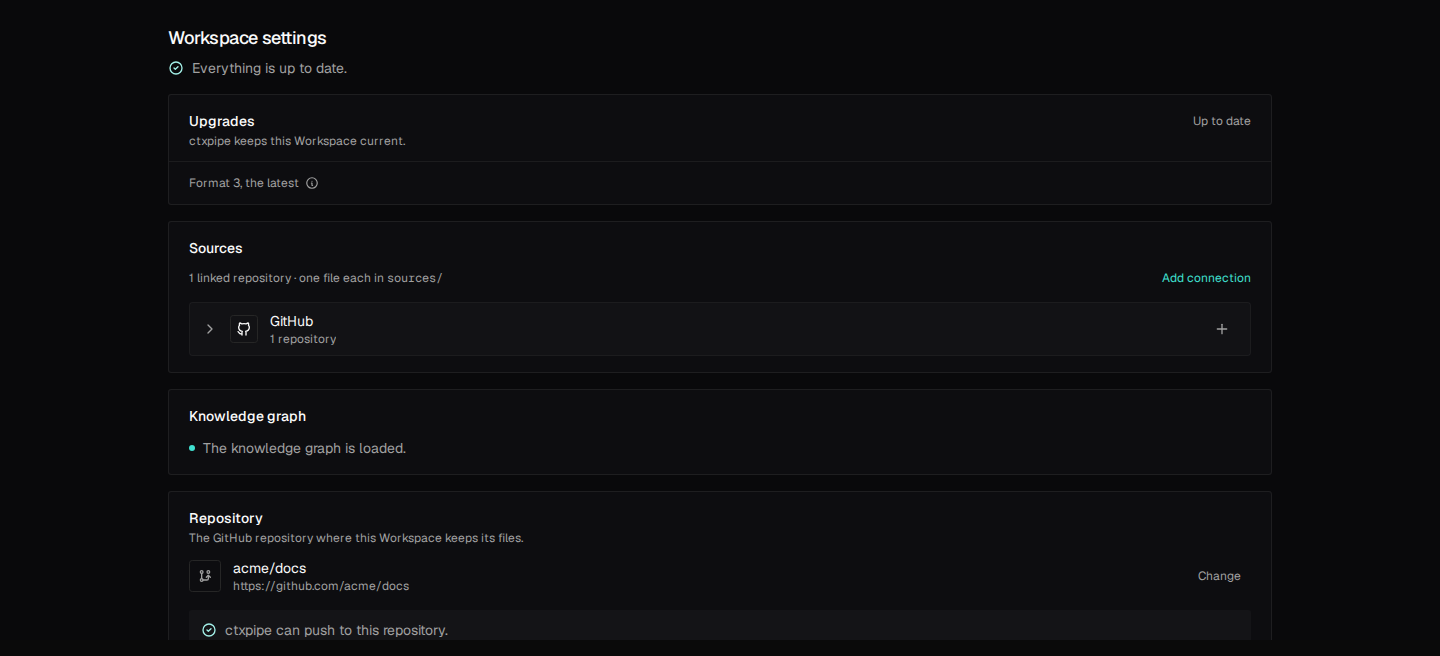 Workspace settings
Everything is up to date.
Upgrades
Up to date
ctxpipe keeps this Workspace current.
Format 3, the latest
Sources
1 linked repository · one file each in sources/
Add connection
GitHub
1 repository
Knowledge graph
The knowledge graph is loaded.
Repository
The GitHub repository where this Workspace keeps its files.
acme/docs
https://github.com/acme/docs
Change
ctxpipe can push to this repository.